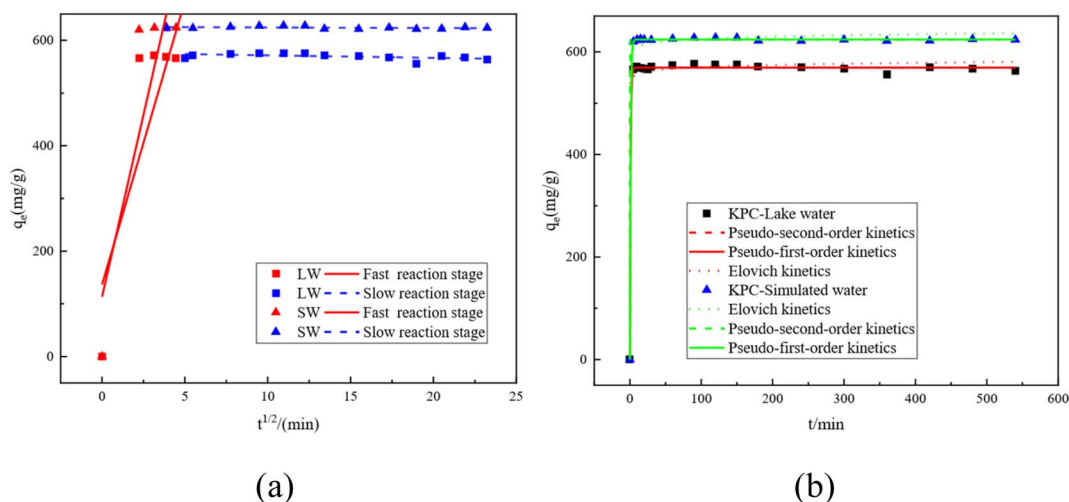 600
400
200
0
q_e(mg/g)
LW Fast reaction stage
LW Slow reaction stage
SW Fast reaction stage
SW Slow reaction stage
0 5 10 15 20 25
t^{1/2}/(min)
(a)
600
400
200
0
q_e(mg/g)
KPC-Lake water
Pseudo-second-order kinetics
Pseudo-first-order kinetics
Elovich kinetics
KPC-Simulated water
Elovich kinetics
Pseudo-second-order kinetics
Pseudo-first-order kinetics
0 100 200 300 400 500 600
t/min
(b)